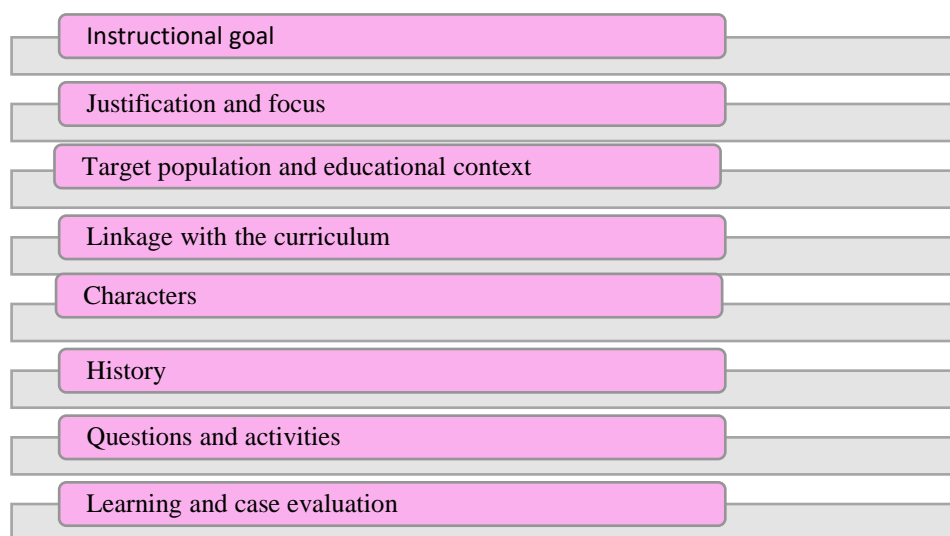 Instructional goal
Justification and focus
Target population and educational context
Linkage with the curriculum
Characters
History
Questions and activities
Learning and case evaluation